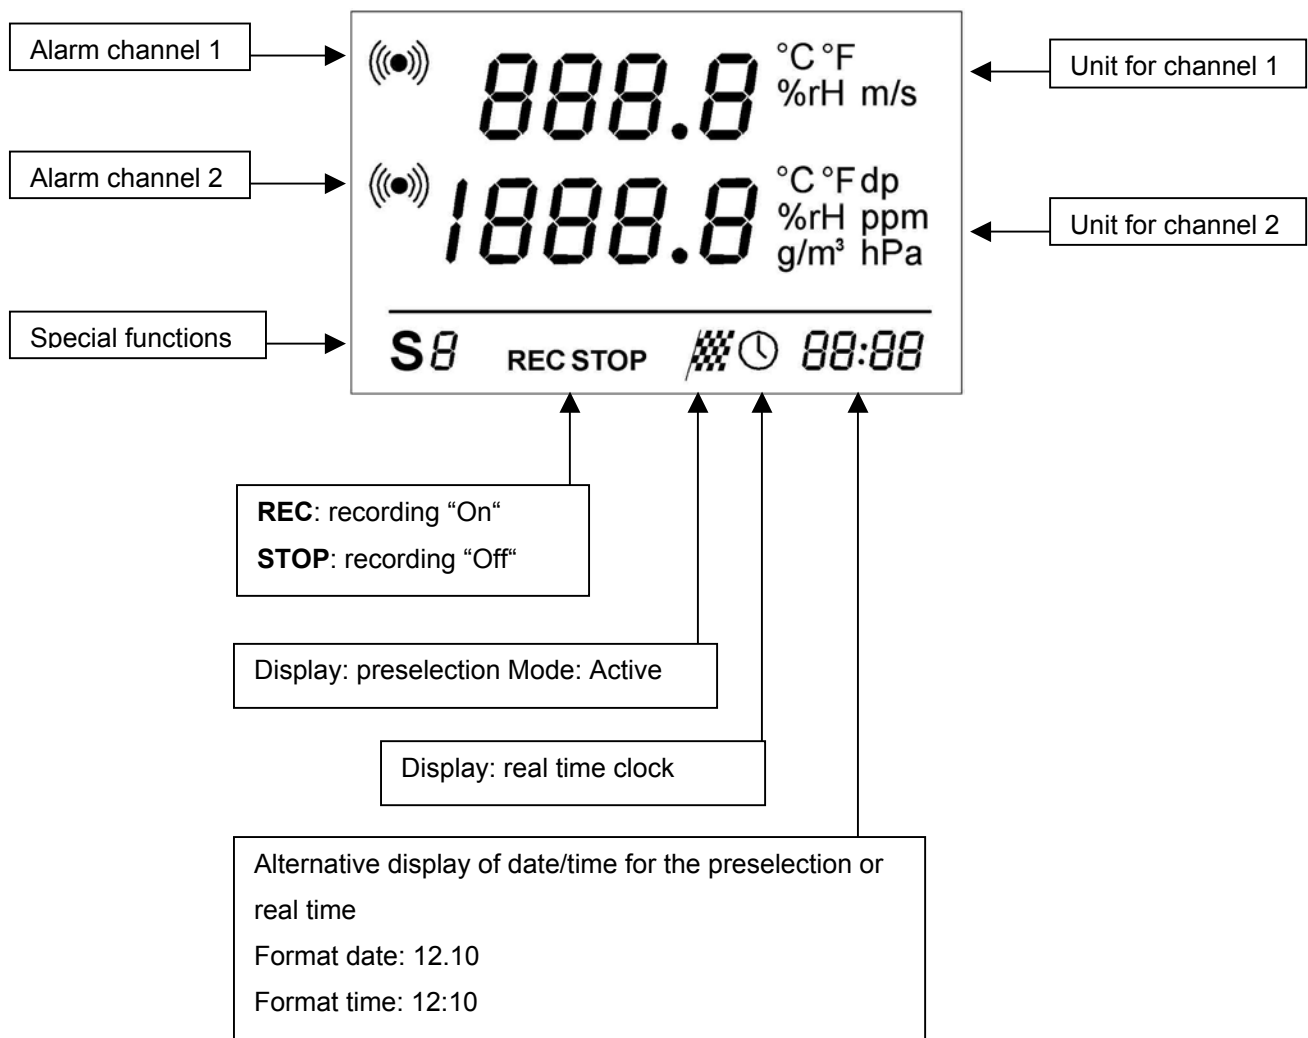 Alarm channel 1
888.8
°C °F
%rH m/s
Unit for channel 1
Alarm channel 2
1888.8
°C °F dp
%rH ppm
g/m³ hPa
Unit for channel 2
Special functions
S8 REC STOP 88:88
REC: recording “On“
STOP: recording “Off“
Display: preselection Mode: Active
Display: real time clock
Alternative display of date/time for the preselection or
real time
Format date: 12.10
Format time: 12:10